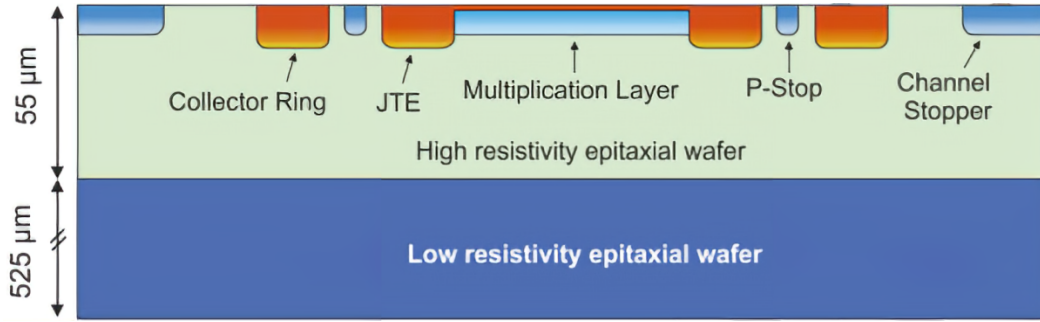 55 μm
Collector Ring
JTE
Multiplication Layer
P-Stop
Channel
Stopper
High resistivity epitaxial wafer
525 μm
Low resistivity epitaxial wafer